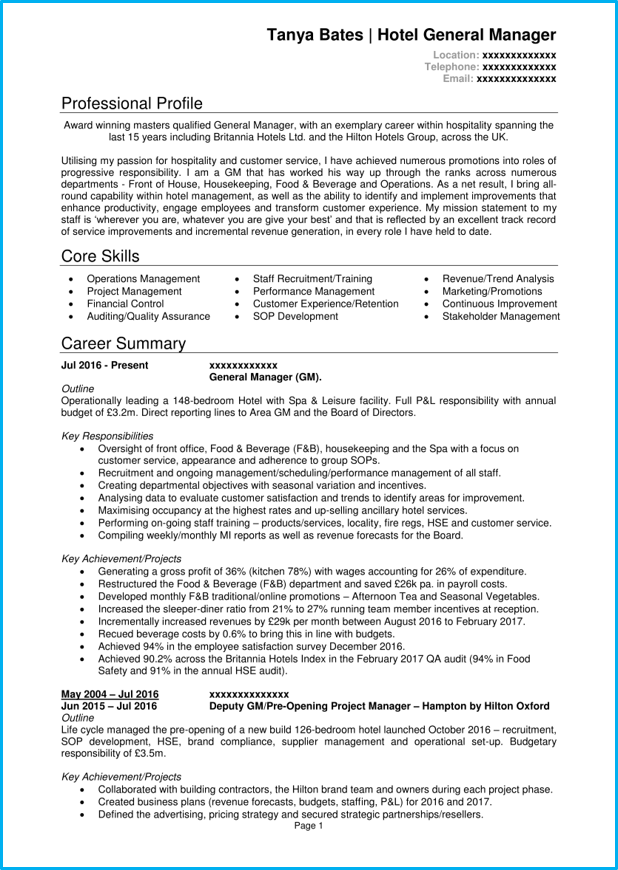 Tanya Bates | Hotel General Manager
Location: xxxxxxxxxxxxx
Telephone: xxxxxxxxxxxxx
Email: xxxxxxxxxxxxxx
Professional Profile
Award winning masters qualified General Manager, with an exemplary career within hospitality spanning the
last 15 years including Britannia Hotels Ltd. and the Hilton Hotels Group, across the UK.
Utilising my passion for hospitality and customer service, I have achieved numerous promotions into roles of
progressive responsibility. I am a GM that has worked his way up through the ranks across numerous
departments - Front of House, Housekeeping, Food & Beverage and Operations. As a net result, I bring all-
round capability within hotel management, as well as the ability to identify and implement improvements that
enhance productivity, engage employees and transform customer experience. My mission statement to my
staff is ‘wherever you are, whatever you are give your best’ and that is reflected by an excellent track record
of service improvements and incremental revenue generation, in every role I have held to date.
Core Skills
• Operations Management • Staff Recruitment/Training • Revenue/Trend Analysis
• Project Management • Performance Management • Marketing/Promotions
• Financial Control • Customer Experience/Retention • Continuous Improvement
• Auditing/Quality Assurance • SOP Development • Stakeholder Management
Career Summary
Jul 2016 - Present xxxxxxxxxxxx
General Manager (GM).
Outline
Operationally leading a 148-bedroom Hotel with Spa & Leisure facility. Full P&L responsibility with annual
budget of £3.2m. Direct reporting lines to Area GM and the Board of Directors.
Key Responsibilities
• Oversight of front office, Food & Beverage (F&B), housekeeping and the Spa with a focus on
customer service, appearance and adherence to group SOPs.
• Recruitment and ongoing management/scheduling/performance management of all staff.
• Creating departmental objectives with seasonal variation and incentives.
• Analysing data to evaluate customer satisfaction and trends to identify areas for improvement.
• Maximising occupancy at the highest rates and up-selling ancillary hotel services.
• Performing on-going staff training – products/services, locality, fire regs, HSE and customer service.
• Compiling weekly/monthly MI reports as well as revenue forecasts for the Board.
Key Achievement/Projects
• Generating a gross profit of 36% (kitchen 78%) with wages accounting for 26% of expenditure.
• Restructured the Food & Beverage (F&B) department and saved £26k pa. in payroll costs.
• Developed monthly F&B traditional/online promotions – Afternoon Tea and Seasonal Vegetables.
• Increased the sleeper-diner ratio from 21% to 27% running team member incentives at reception.
• Incrementally increased revenues by £29k per month between August 2016 to February 2017.
• Recued beverage costs by 0.6% to bring this in line with budgets.
• Achieved 94% in the employee satisfaction survey December 2016.
• Achieved 90.2% across the Britannia Hotels Index in the February 2017 QA audit (94% in Food
Safety and 91% in the annual HSE audit).
May 2004 – Jul 2016 xxxxxxxxxxxxxx
Jun 2015 – Jul 2016 Deputy GM/Pre-Opening Project Manager – Hampton by Hilton Oxford
Outline
Life cycle managed the pre-opening of a new build 126-bedroom hotel launched October 2016 – recruitment,
SOP development, HSE, brand compliance, supplier management and operational set-up. Budgetary
responsibility of £3.5m.
Key Achievement/Projects
• Collaborated with building contractors, the Hilton brand team and owners during each project phase.
• Created business plans (revenue forecasts, budgets, staffing, P&L) for 2016 and 2017.
• Defined the advertising, pricing strategy and secured strategic partnerships/resellers.
Page 1